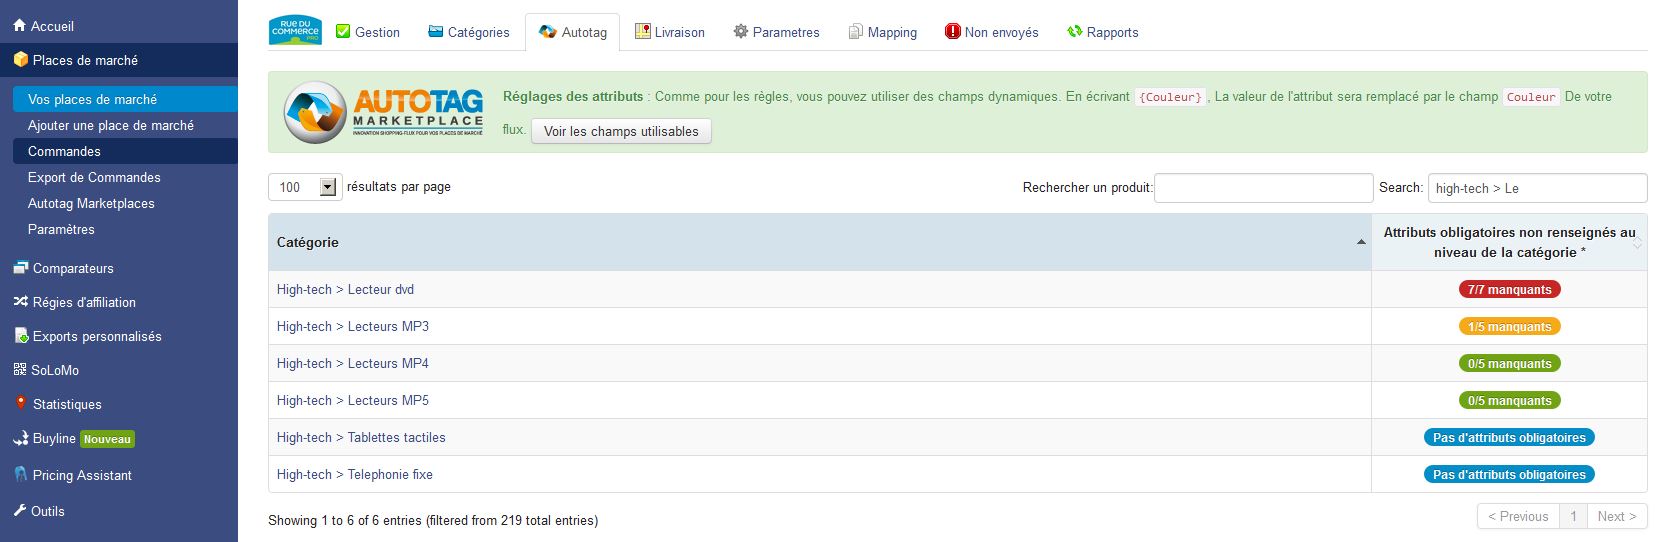 Accueil
Places de marché
Vos places de marché
Ajouter une place de marché
Commandes
Export de Commandes
Autotag Marketplaces
Paramètres
Comparateurs
Régies d'affiliation
Exports personnalisés
SoLoMo
Statistiques
Buyline Nouveau
Pricing Assistant
Outils
RUE DU
COMMERCE
PRO
Gestion
Catégories
Autotag
Livraison
Parametres
Mapping
Non envoyés
Rapports
AUTOTAG
MARKETPLACE
INNOVATION SHOPPING-FLUX POUR VOS PLACES DE MARCHÉ
Réglages des attributs : Comme pour les règles, vous pouvez utiliser des champs dynamiques. En écrivant {Couleur} , La valeur de l'attribut sera remplacé par le champ Couleur De votre
flux. Voir les champs utilisables
100 résultats par page
Rechercher un produit:
Search: high-tech > Le
Catégorie
Attributs obligatoires non renseignés au
niveau de la catégorie *
High-tech > Lecteur dvd 7/7 manquants
High-tech > Lecteurs MP3 1/5 manquants
High-tech > Lecteurs MP4 0/5 manquants
High-tech > Lecteurs MP5 0/5 manquants
High-tech > Tablettes tactiles Pas d'attributs obligatoires
High-tech > Telephonie fixe Pas d'attributs obligatoires
Showing 1 to 6 of 6 entries (filtered from 219 total entries)
< Previous 1 Next >